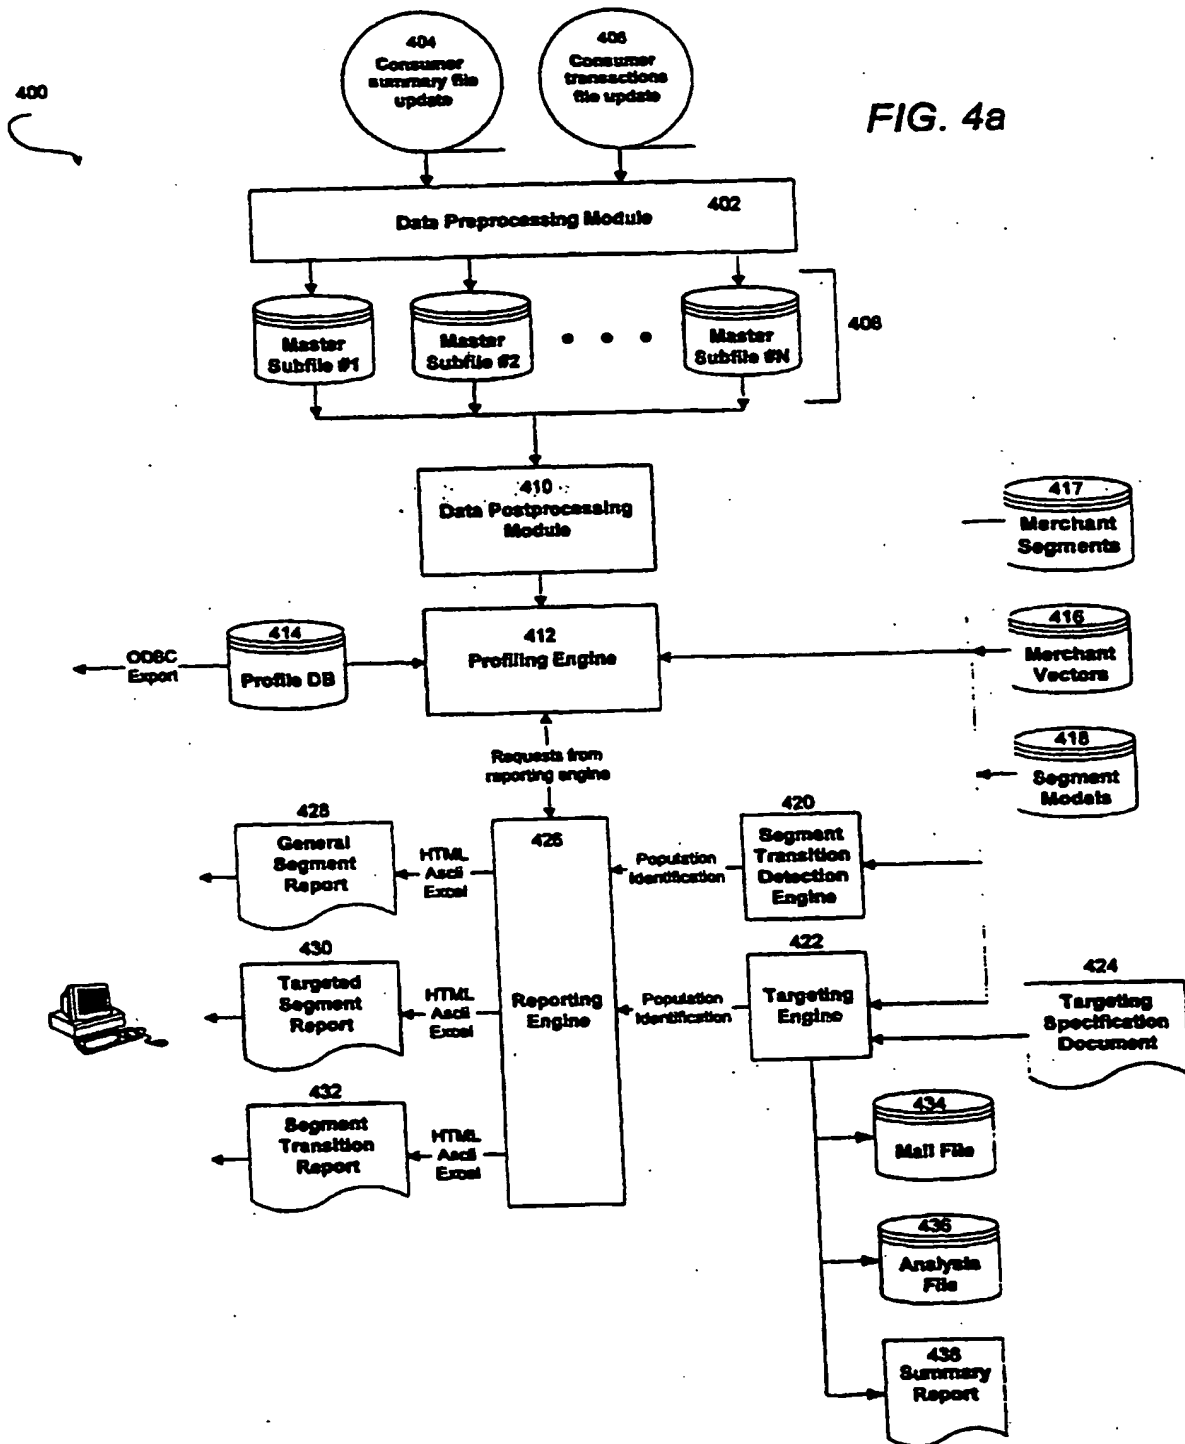 404
Consumer
summary file
update
406
Consumer
transactions
file update
400
FIG. 4a
402
Data Preprocessing Module
Master
Subfile #1
Master
Subfile #2
Master
Subfile #N
408
410
Data Postprocessing
Module
417
Merchant
Segments
414
Profile DB
ODBC
Export
412
Profiling Engine
416
Merchant
Vectors
Requests from
reporting engine
418
Segment
Models
428
General
Segment
Report
HTML
Ascii
Excel
426
Reporting
Engine
Population
Identification
420
Segment
Transition
Detection
Engine
430
Targeted
Segment
Report
HTML
Ascii
Excel
Population
Identification
422
Targeting
Engine
424
Targeting
Specification
Document
432
Segment
Transition
Report
HTML
Ascii
Excel
434
Mail File
436
Analysis
File
438
Summary
Report